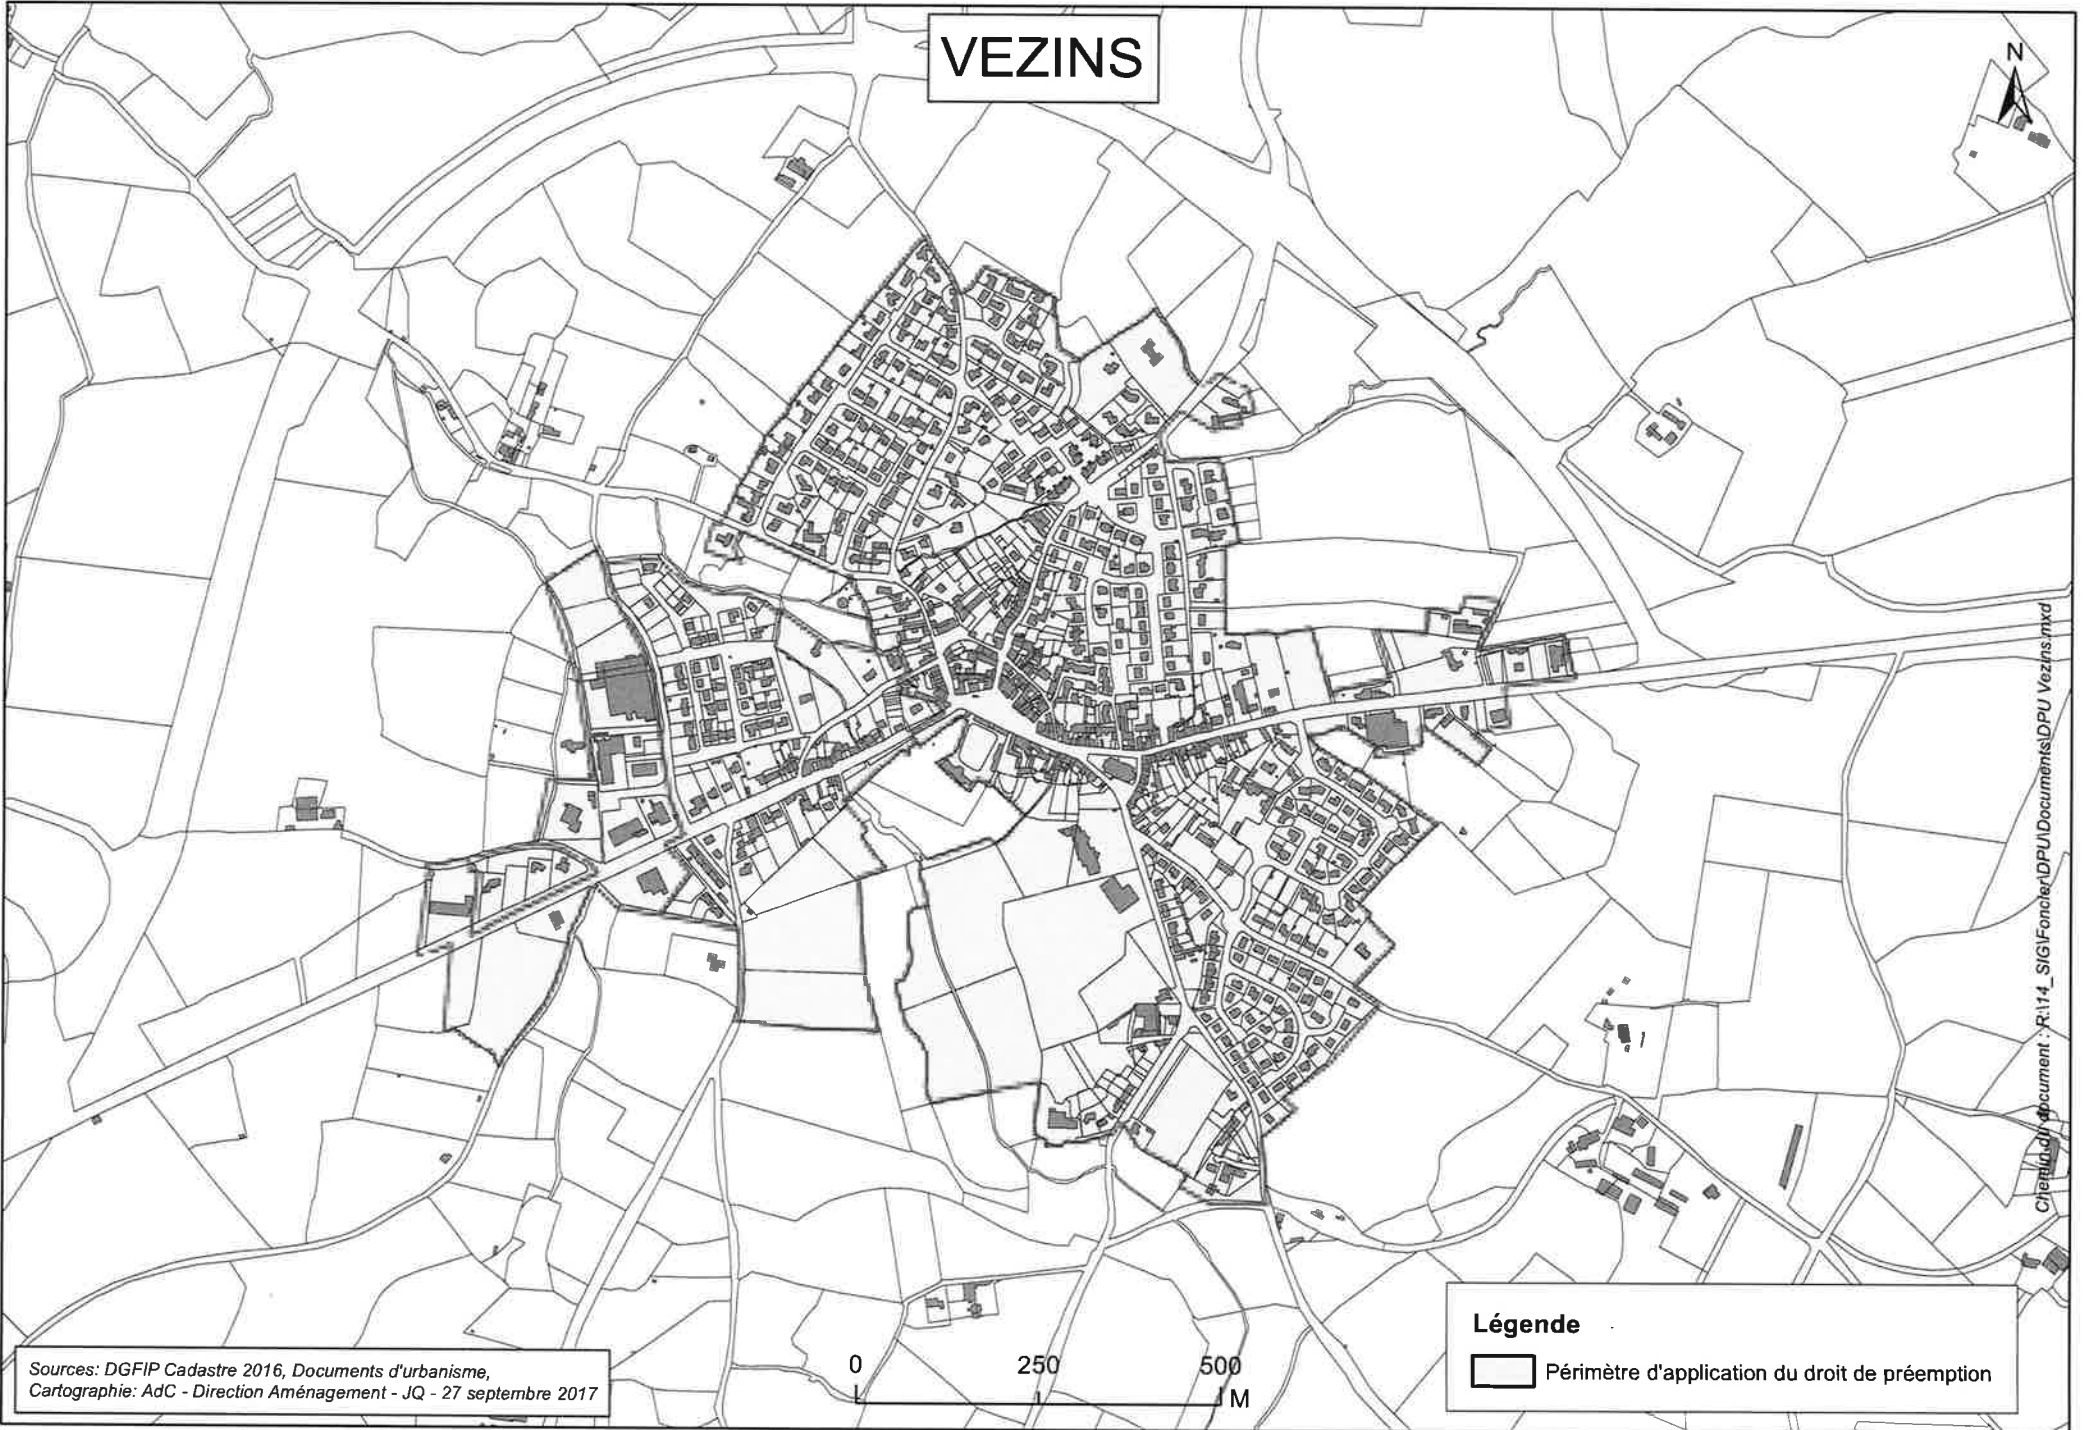 VEZINS
N
Chemin du document : R:\14_SIG\Foncier\DPU\Documents\DPU Vezins.mxd
Légende
Périmètre d'application du droit de préemption
Sources: DGFIP Cadastre 2016, Documents d'urbanisme,
Cartographie: AdC - Direction Aménagement - JQ - 27 septembre 2017
0 250 500
M